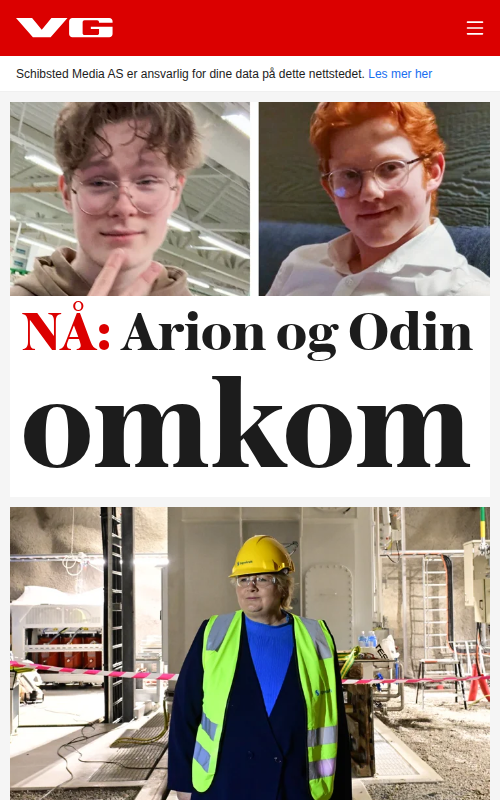 VG
Schibsted Media AS er ansvarlig for dine data på dette nettstedet. Les mer her
NÅ: Arion og Odin
omkom